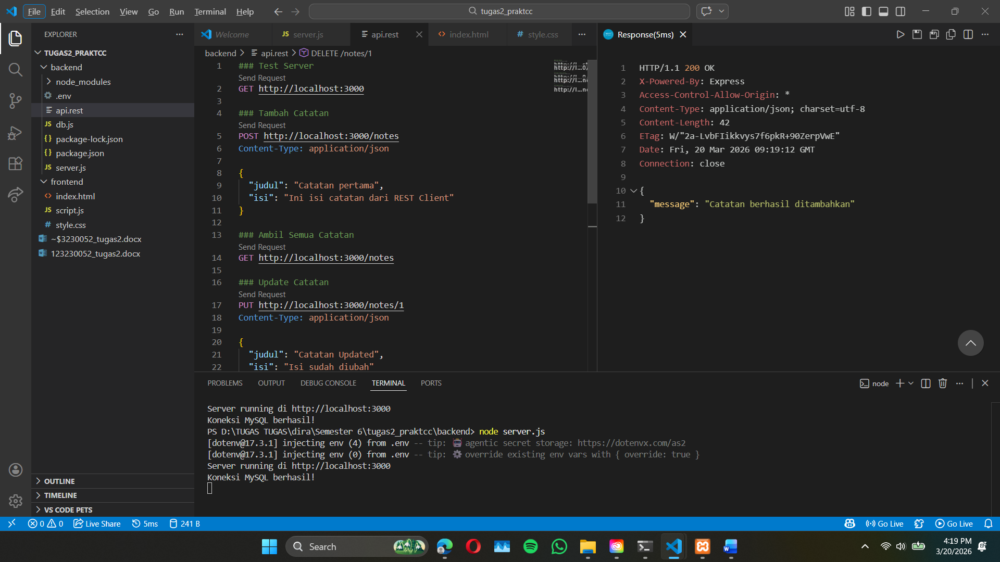 File Edit Selection View Go Run Terminal Help
tugas2_praktcc
EXPLORER
TUGAS2_PRAKTCC
backend
node_modules
.env
api.rest
JS db.js
{} package-lock.json
{} package.json
JS server.js
frontend
<> index.html
JS script.js
# style.css
~$3230052_tugas2.docx
123230052_tugas2.docx
OUTLINE
TIMELINE
VS CODE PETS
Welcome
JS server.js
api.rest
<> index.html
# style.css
backend > api.rest > DELETE /notes/1
1 ### Test Server
Send Request
2 GET http://localhost:3000
3
4 ### Tambah Catatan
Send Request
5 POST http://localhost:3000/notes
6 Content-Type: application/json
7
8 {
9 "judul": "Catatan pertama",
10 "isi": "Ini isi catatan dari REST Client"
11 }
12
13 ### Ambil Semua Catatan
Send Request
14 GET http://localhost:3000/notes
15
16 ### Update Catatan
Send Request
17 PUT http://localhost:3000/notes/1
18 Content-Type: application/json
19
20 {
21 "judul": "Catatan Updated",
22 "isi": "Isi sudah diubah"
Response(5ms)
1 HTTP/1.1 200 OK
2 X-Powered-By: Express
3 Access-Control-Allow-Origin: *
4 Content-Type: application/json; charset=utf-8
5 Content-Length: 42
6 ETag: W/"2a-LvbFIikkvys7f6pkR+90ZerpVwE"
7 Date: Fri, 20 Mar 2026 09:19:12 GMT
8 Connection: close
9
10 {
11 "message": "Catatan berhasil ditambahkan"
12 }
PROBLEMS OUTPUT DEBUG CONSOLE TERMINAL PORTS
node
Server running di http://localhost:3000
Koneksi MySQL berhasil!
PS D:\TUGAS TUGAS\dira\Semester 6\tugas2_praktcc\backend> node server.js
[dotenv@17.3.1] injecting env (4) from .env -- tip: 🤖 agentic secret storage: https://dotenvx.com/as2
[dotenv@17.3.1] injecting env (0) from .env -- tip: ⚙️ override existing env vars with { override: true }
Server running di http://localhost:3000
Koneksi MySQL berhasil!
0 0 Live Share 5ms 241 B
Go Live Go Live
Search
4:19 PM
3/20/2026